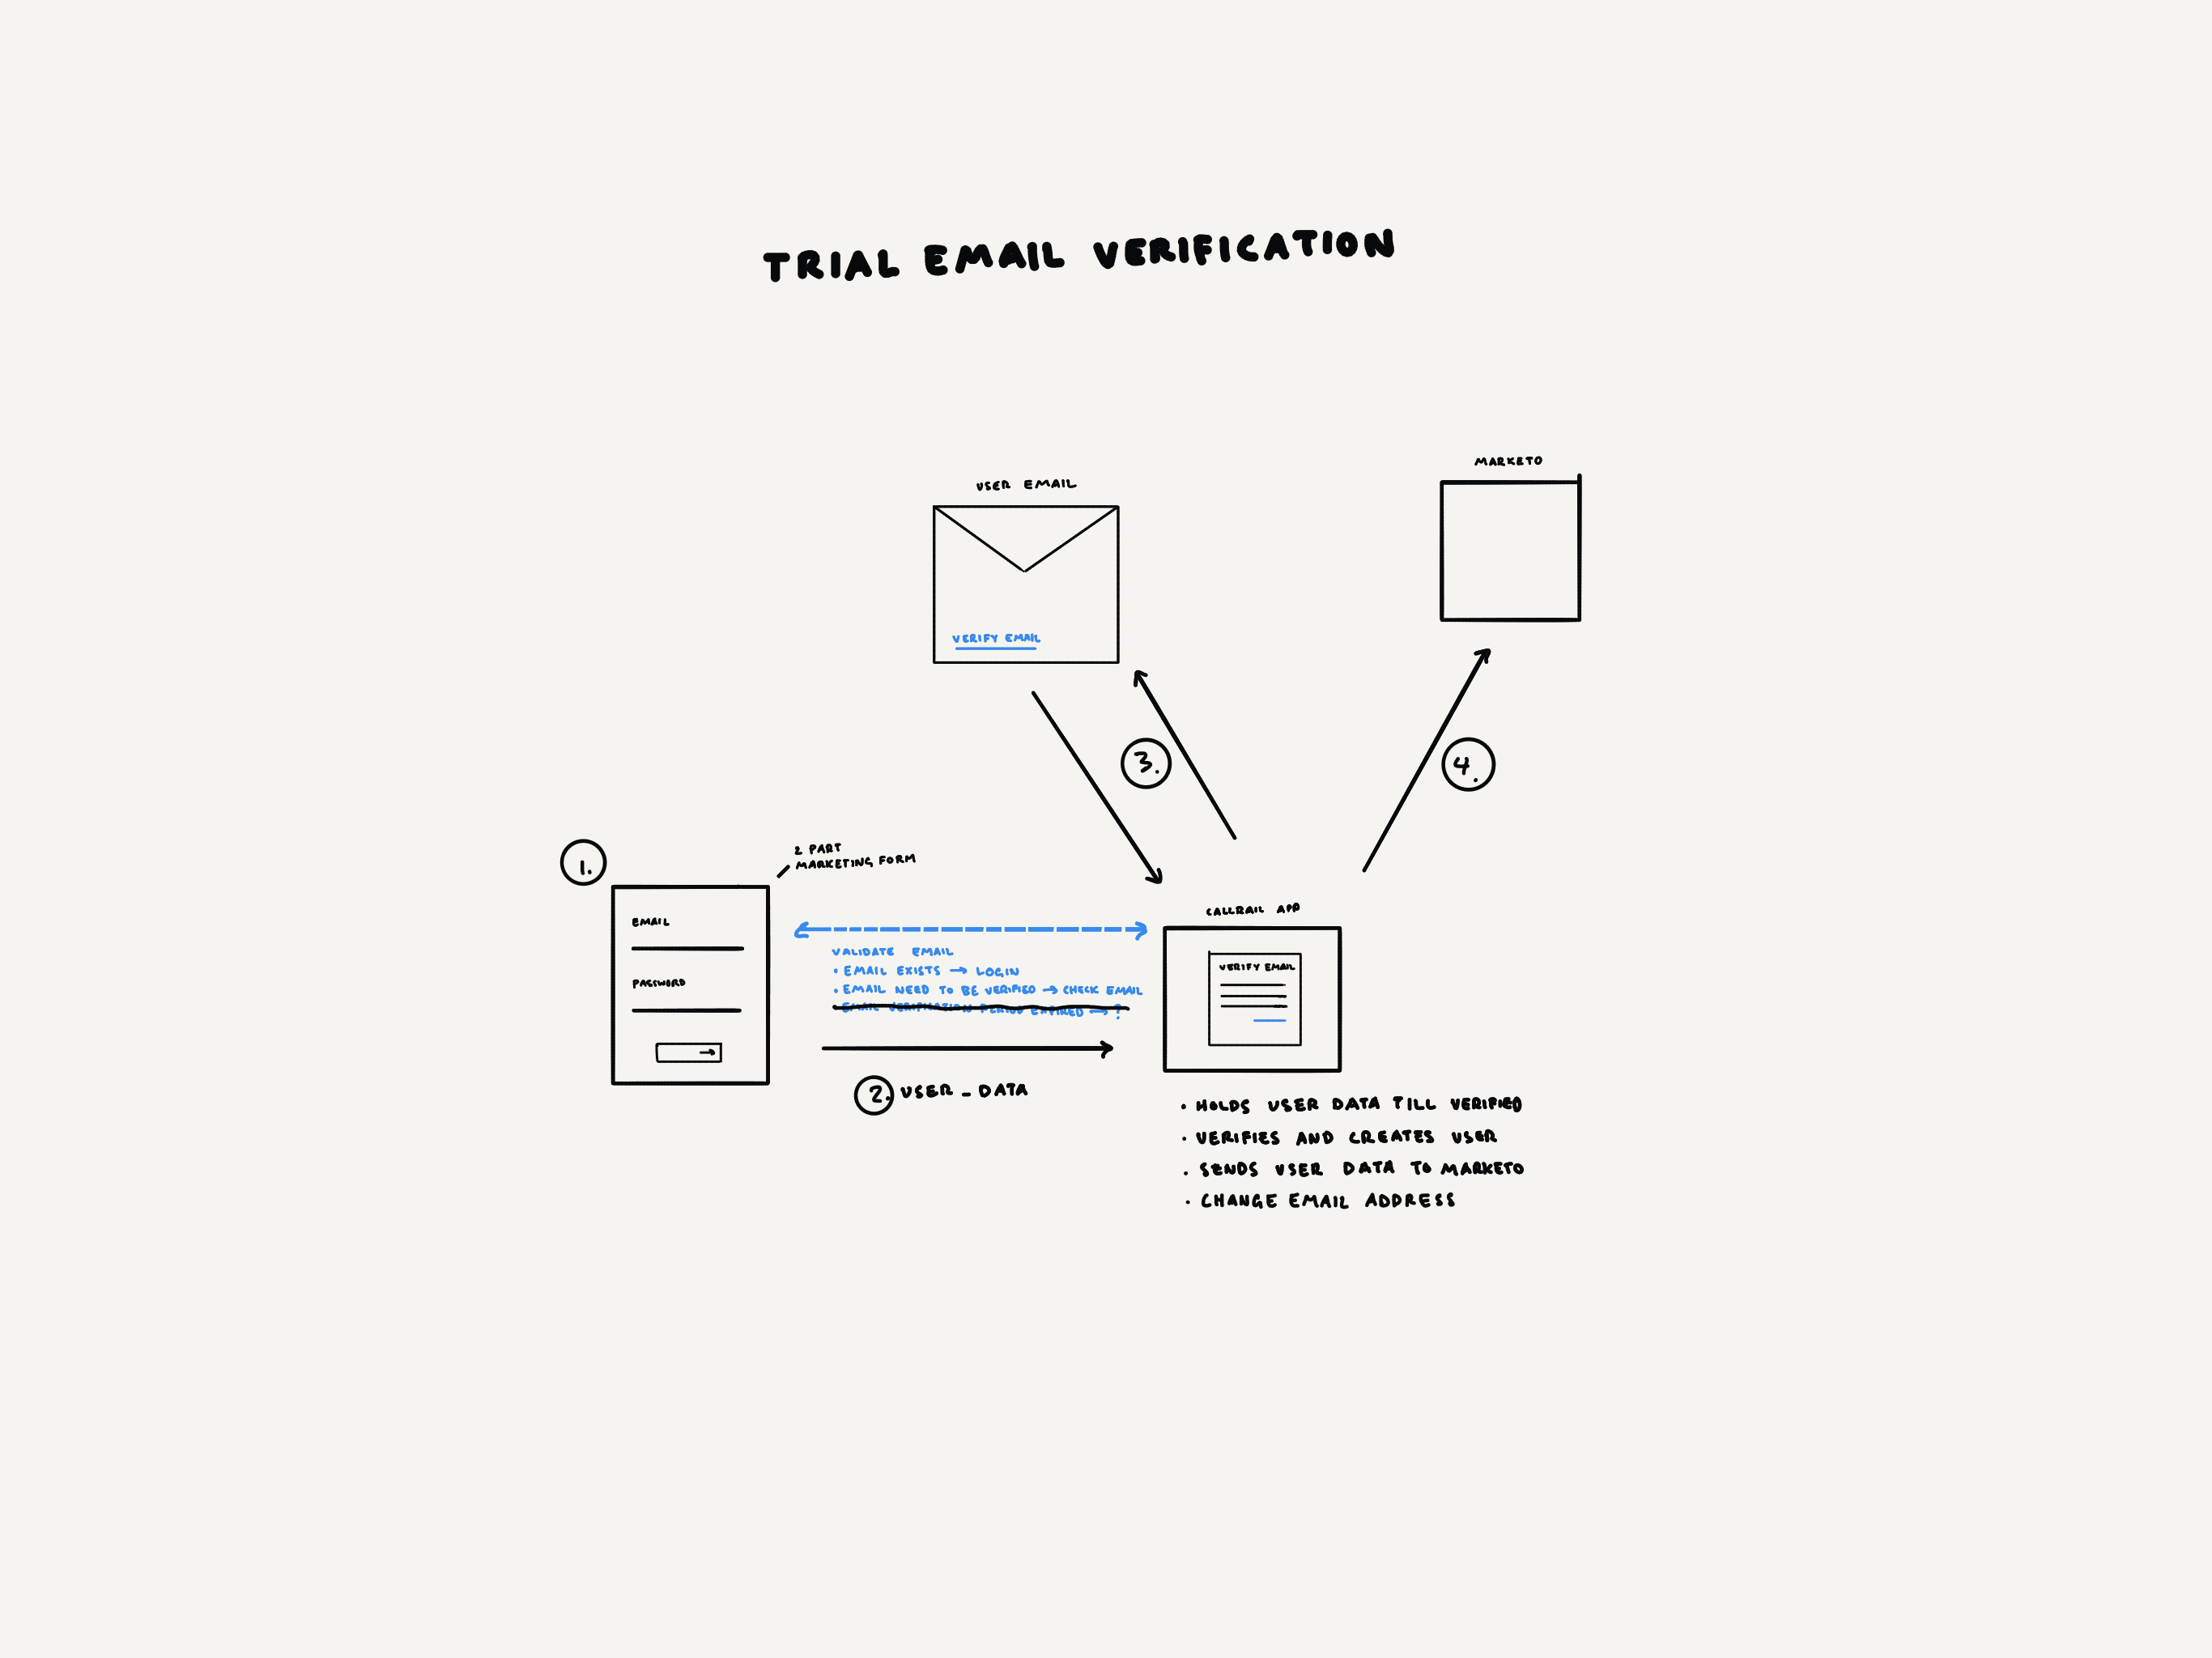 TRIAL EMAIL VERIFICATION
MARKETO
USER EMAIL
VERIFY EMAIL
3.
4.
1.
2 PART
MARKETING FORM
EMAIL
PASSWORD
VALIDATE EMAIL
• EMAIL EXISTS → LOGIN
• EMAIL NEED TO BE VERIFIED → CHECK EMAIL
• EMAIL VERIFICATION PERIOD EXPIRED → ?
2. USER_DATA
CALLRAIL APP
VERIFY EMAIL
• HOLDS USER DATA TILL VERIFIED
• VERIFIES AND CREATES USER
• SENDS USER DATA TO MARKETO
• CHANGE EMAIL ADDRESS